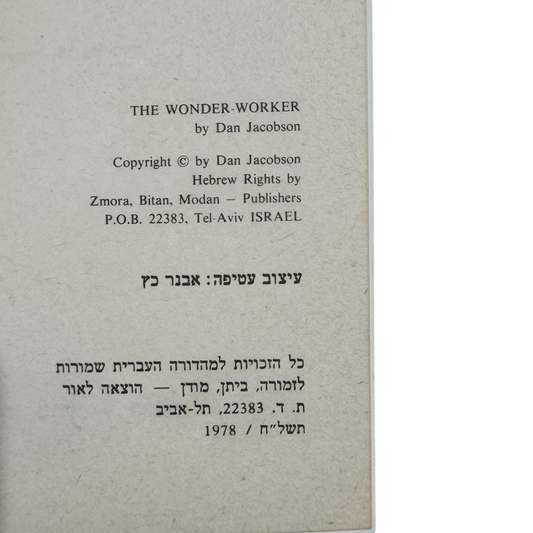 THE WONDER-WORKER
by Dan Jacobson
Copyright © by Dan Jacobson
Hebrew Rights by
Zmora, Bitan, Modan — Publishers
P.O.B. 22383, Tel-Aviv ISRAEL
עיצוב עטיפה: אבנר כץ
כל הזכויות למהדורה העברית שמורות
לזמורה, ביתן, מודן — הוצאה לאור
ת. ד. 22383, תל-אביב
תשל״ח / 1978